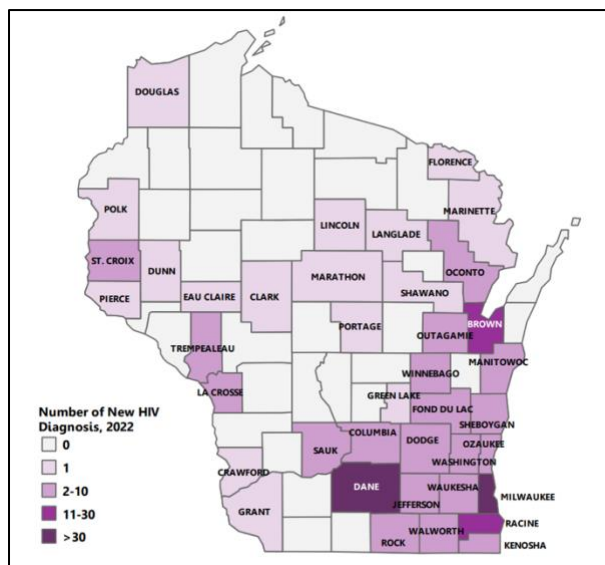 DOUGLAS
FLORENCE
POLK
MARINETTE
LINCOLN
LANGLADE
ST. CROIX
DUNN
OCONTO
MARATHON
PIERCE
EAU CLAIRE
CLARK
SHAWANO
PORTAGE
BROWN
OUTAGAMIE
TREMPEALEAU
MANITOWOC
WINNEBAGO
LA CROSSE
GREEN LAKE
FOND DU LAC
SHEBOYGAN
COLUMBIA
DODGE
OZAUKEE
SAUK
WASHINGTON
CRAWFORD
DANE
WAUKESHA
MILWAUKEE
JEFFERSON
GRANT
RACINE
WALWORTH
ROCK
KENOSHA
Number of New HIV
Diagnosis, 2022
0
1
2-10
11-30
>30